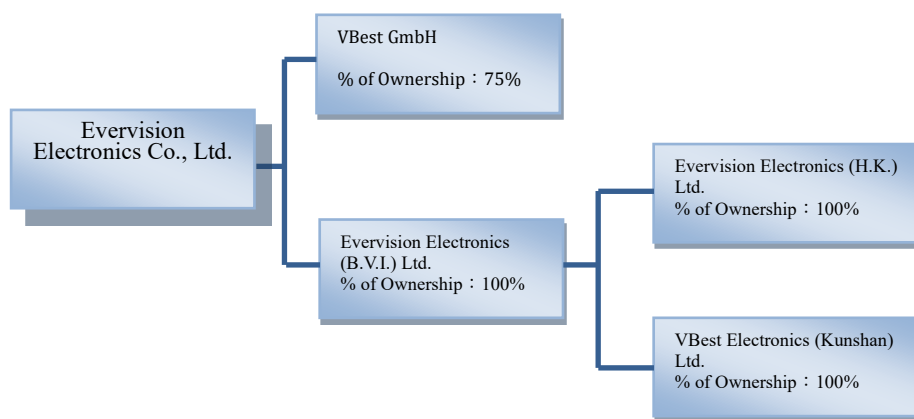 VBest GmbH
% of Ownership：75%
Evervision
Electronics Co., Ltd.
Evervision Electronics (H.K.)
Ltd.
% of Ownership：100%
Evervision Electronics
(B.V.I.) Ltd.
% of Ownership：100%
VBest Electronics (Kunshan)
Ltd.
% of Ownership：100%